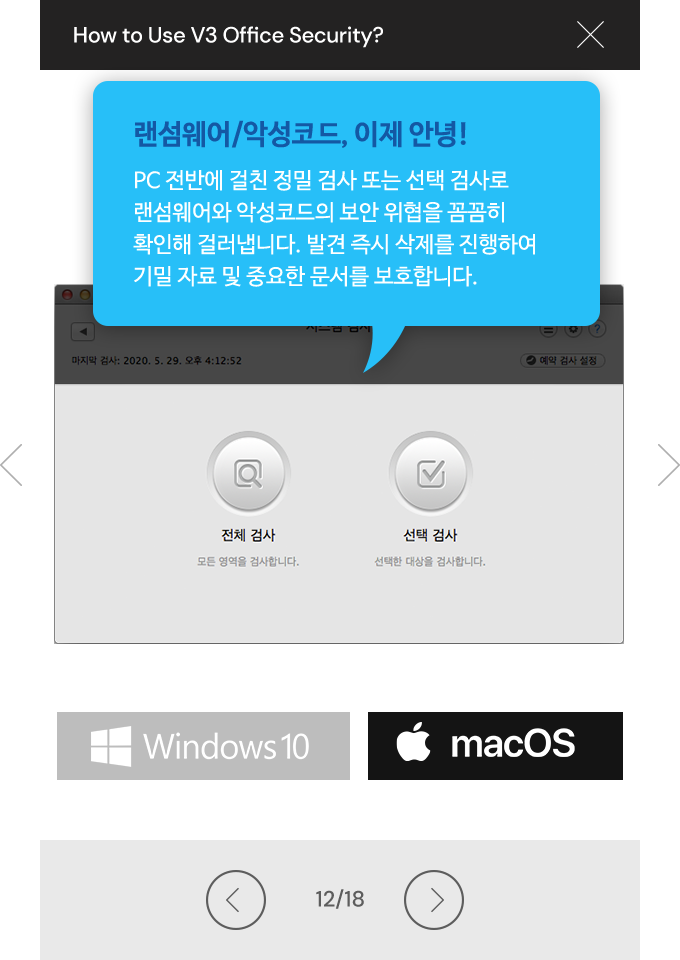 How to Use V3 Office Security?
랜섬웨어/악성코드, 이제 안녕!
PC 전반에 걸친 정밀 검사 또는 선택 검사로
랜섬웨어와 악성코드의 보안 위협을 꼼꼼히
확인해 걸러냅니다. 발견 즉시 삭제를 진행하여
기밀 자료 및 중요한 문서를 보호합니다.
시스템 검사
마지막 검사: 2020. 5. 29. 오후 4:12:52
예약 검사 설정
전체 검사
선택 검사
모든 영역을 검사합니다.
선택한 대상을 검사합니다.
Windows 10
macOS
12/18